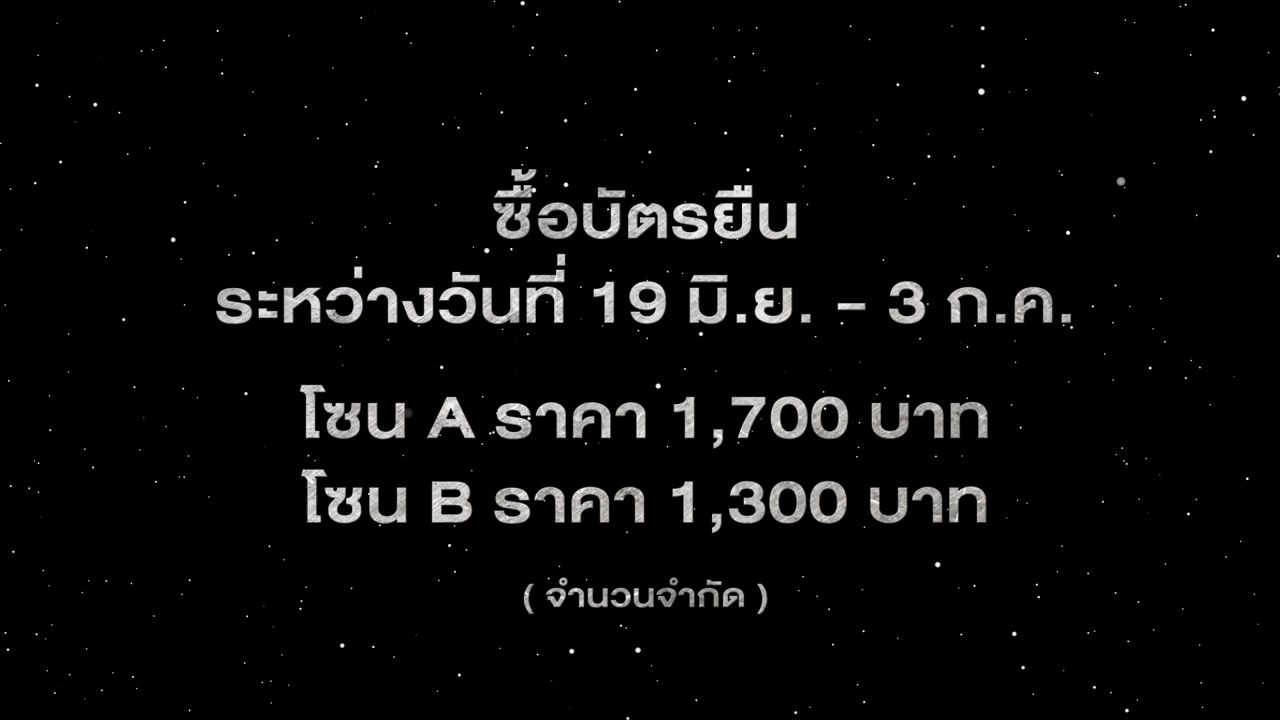 ซื้อบัตรยืน
ระหว่างวันที่ 19 มิ.ย. - 3 ก.ค.
โซน A ราคา 1,700 บาท
โซน B ราคา 1,300 บาท
( จำนวนจำกัด )